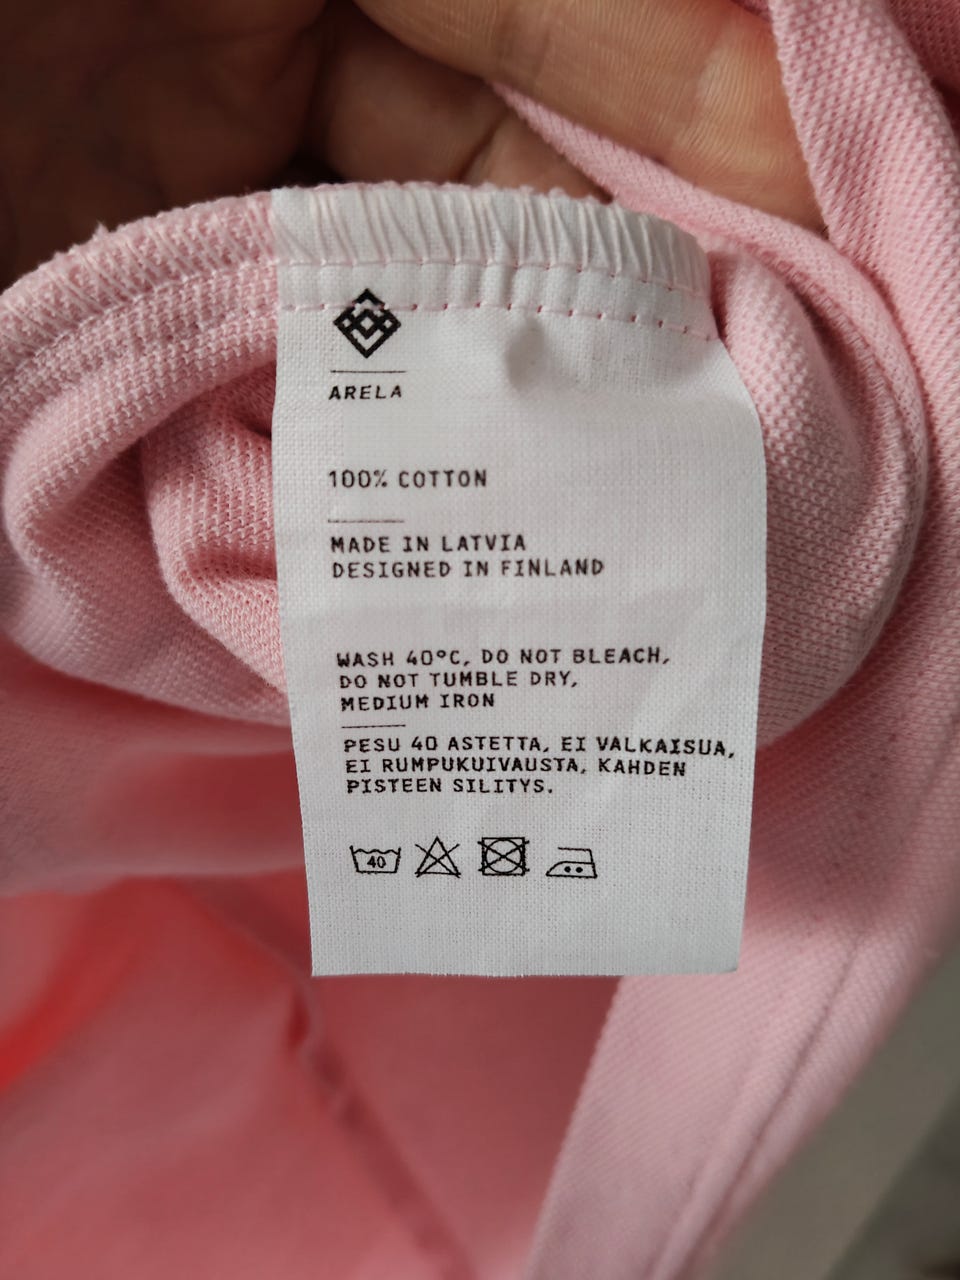 ARELA
100% COTTON
MADE IN LATVIA
DESIGNED IN FINLAND
WASH 40°C, DO NOT BLEACH,
DO NOT TUMBLE DRY,
MEDIUM IRON
PESU 40 ASTETTA, EI VALKAISUA,
EI RUMPUKUIVAUSTA, KAHDEN
PISTEEN SILITYS.
40